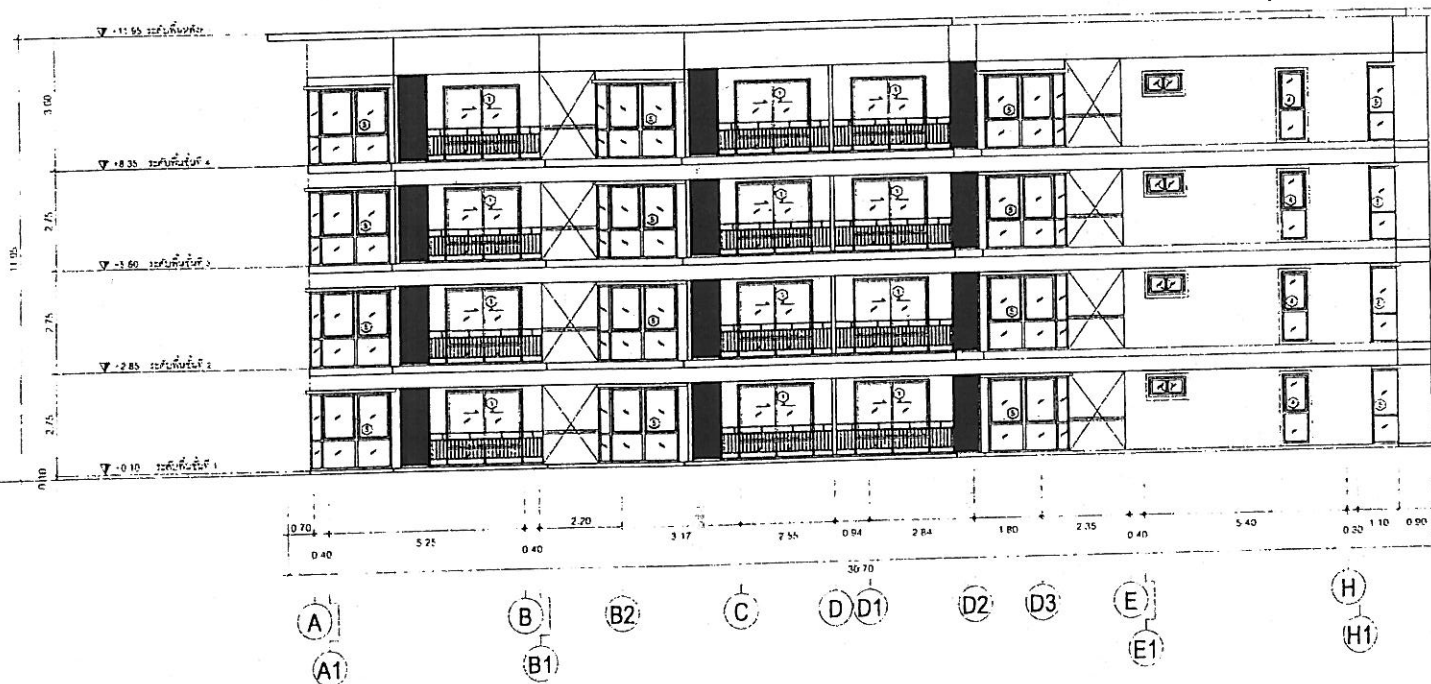 +11.95 ระดับพื้นหลังคา
3.60
+8.35 ระดับพื้นชั้นที่ 4
2.75
11.95
+5.60 ระดับพื้นชั้นที่ 3
2.75
+2.85 ระดับพื้นชั้นที่ 2
2.75
+0.10 ระดับพื้นชั้นที่ 1
0.10
0.70 0.40 5.25 0.40 2.20 3.17 2.55 0.94 2.84 1.80 2.35 0.40 5.40 0.30 1.10 0.90
30.70
A B B2 C D D1 D2 D3 E H
A1 B1 E1 H1